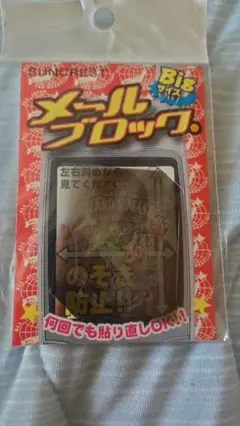 SUNCREST
Big
サイズ
メール
ブロック
左右斜めから
見てください
のぞき
防止!!
何回でも貼り直しOK!!